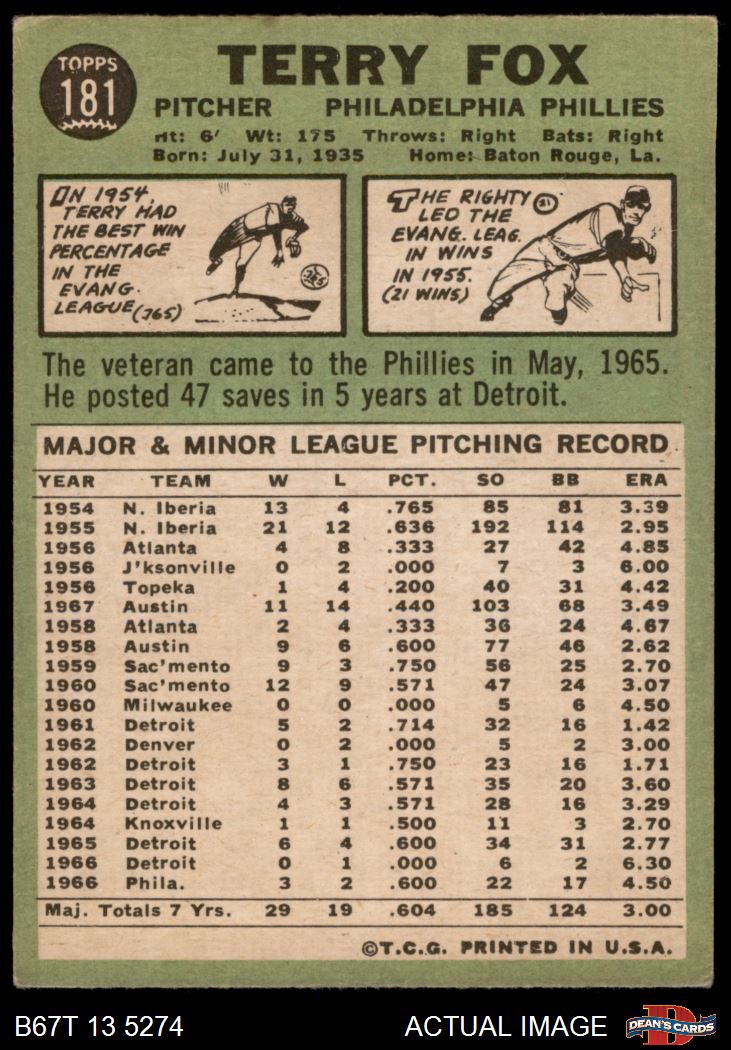 TOPPS
181
TERRY FOX
PITCHER PHILADELPHIA PHILLIES
Ht: 6' Wt: 175 Throws: Right Bats: Right
Born: July 31, 1935 Home: Baton Rouge, La.
IN 1954,
TERRY HAD
THE BEST WIN
PERCENTAGE
IN THE
EVANG.
LEAGUE (.765)
THE RIGHTY
LED THE
EVANG. LEAG.
IN WINS
IN 1955.
(21 WINS)
21
The veteran came to the Phillies in May, 1965.
He posted 47 saves in 5 years at Detroit.
MAJOR & MINOR LEAGUE PITCHING RECORD
YEAR TEAM W L PCT. SO BB ERA
1954 N. Iberia 13 4 .765 85 81 3.39
1955 N. Iberia 21 12 .636 192 114 2.95
1956 Atlanta 4 8 .333 27 42 4.85
1956 J'ksonville 0 2 .000 7 3 6.00
1956 Topeka 1 4 .200 40 31 4.42
1967 Austin 11 14 .440 103 68 3.49
1958 Atlanta 2 4 .333 36 24 4.67
1958 Austin 9 6 .600 77 46 2.62
1959 Sac'mento 9 3 .750 56 25 2.70
1960 Sac'mento 12 9 .571 47 24 3.07
1960 Milwaukee 0 0 .000 5 6 4.50
1961 Detroit 5 2 .714 32 16 1.42
1962 Denver 0 2 .000 5 2 3.00
1962 Detroit 3 1 .750 23 16 1.71
1963 Detroit 8 6 .571 35 20 3.60
1964 Detroit 4 3 .571 28 16 3.29
1964 Knoxville 1 1 .500 11 3 2.70
1965 Detroit 6 4 .600 34 31 2.77
1966 Detroit 0 1 .000 6 2 6.30
1966 Phila. 3 2 .600 22 17 4.50
Maj. Totals 7 Yrs. 29 19 .604 185 124 3.00
©T.C.G. PRINTED IN U.S.A.
B67T 13 5274 ACTUAL IMAGE
DEAN'S CARDS